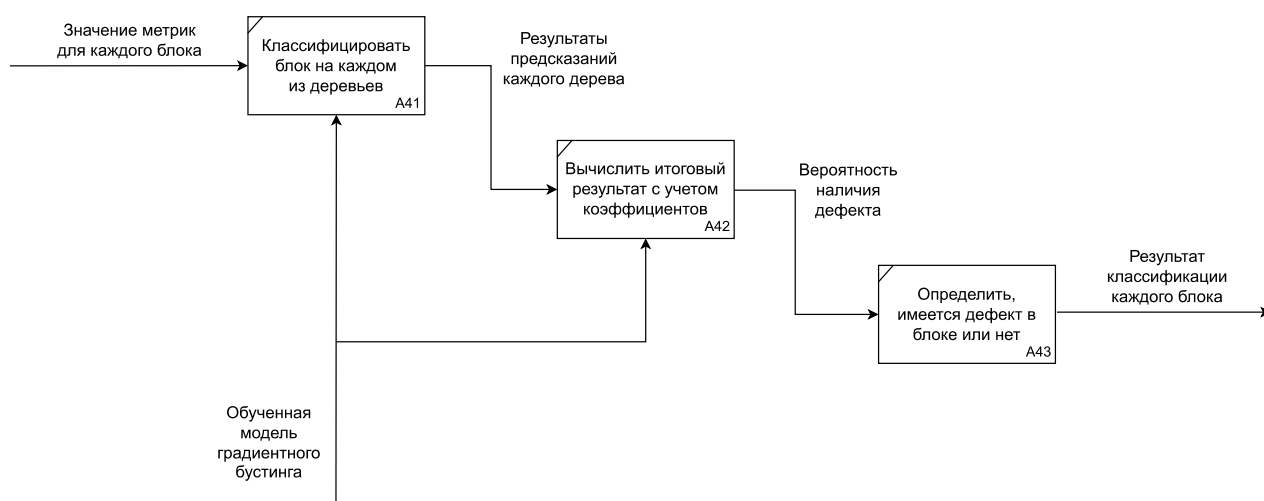 Значение метрик
для каждого блока
Классифицировать
блок на каждом
из деревьев
A41
Результаты
предсказаний
каждого дерева
Вычислить итоговый
результат с учетом
коэффициентов
A42
Вероятность
наличия
дефекта
Определить,
имеется дефект в
блоке или нет
A43
Результат
классификации
каждого блока
Обученная
модель
градиентного
бустинга